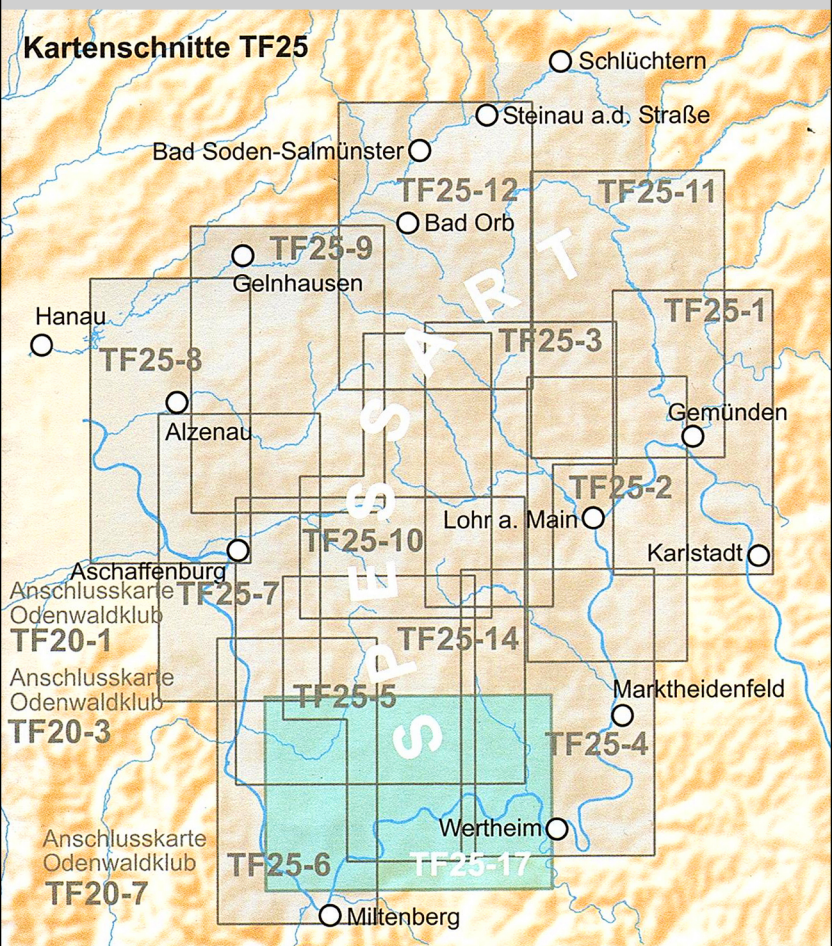 Kartenschnitte TF25
Schlüchtern
Steinau a.d. Straße
Bad Soden-Salmünster
TF25-12
TF25-11
Bad Orb
TF25-9
Gelnhausen
Hanau
TF25-1
TF25-3
TF25-8
Alzenau
Gemünden
TF25-2
Lohr a. Main
TF25-10
Karlstadt
Aschaffenburg
Anschlusskarte
Odenwaldklub
TF20-1
TF25-7
TF25-14
Anschlusskarte
Odenwaldklub
TF20-3
TF25-5
Marktheidenfeld
TF25-4
SPESSART
Wertheim
Anschlusskarte
Odenwaldklub
TF20-7
TF25-6
TF25-17
Miltenberg